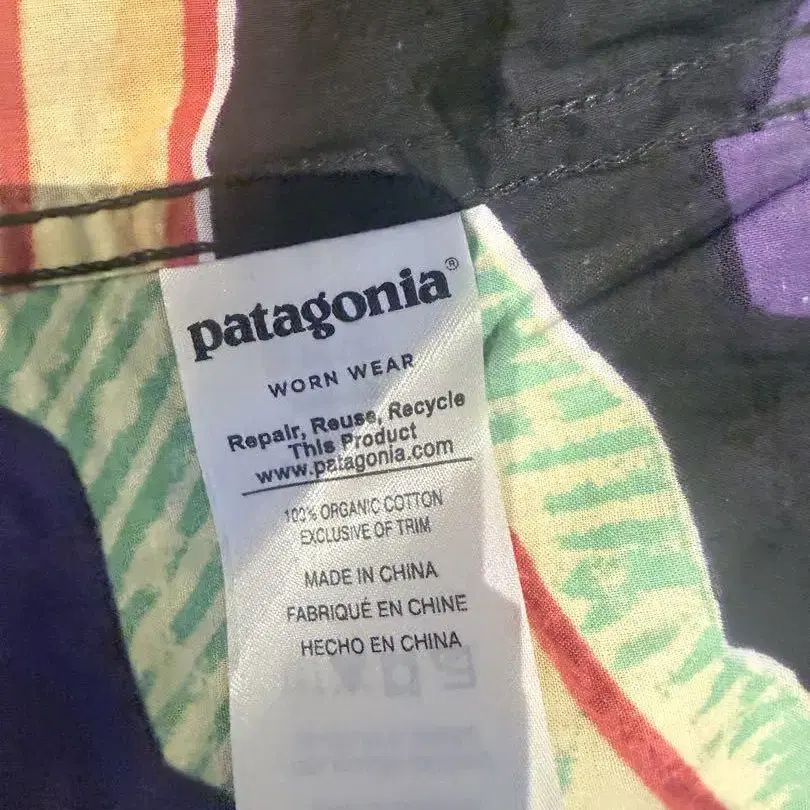 patagonia®
WORN WEAR
Repair, Reuse, Recycle
This Product
www.patagonia.com
100% ORGANIC COTTON
EXCLUSIVE OF TRIM
MADE IN CHINA
FABRIQUÉ EN CHINE
HECHO EN CHINA